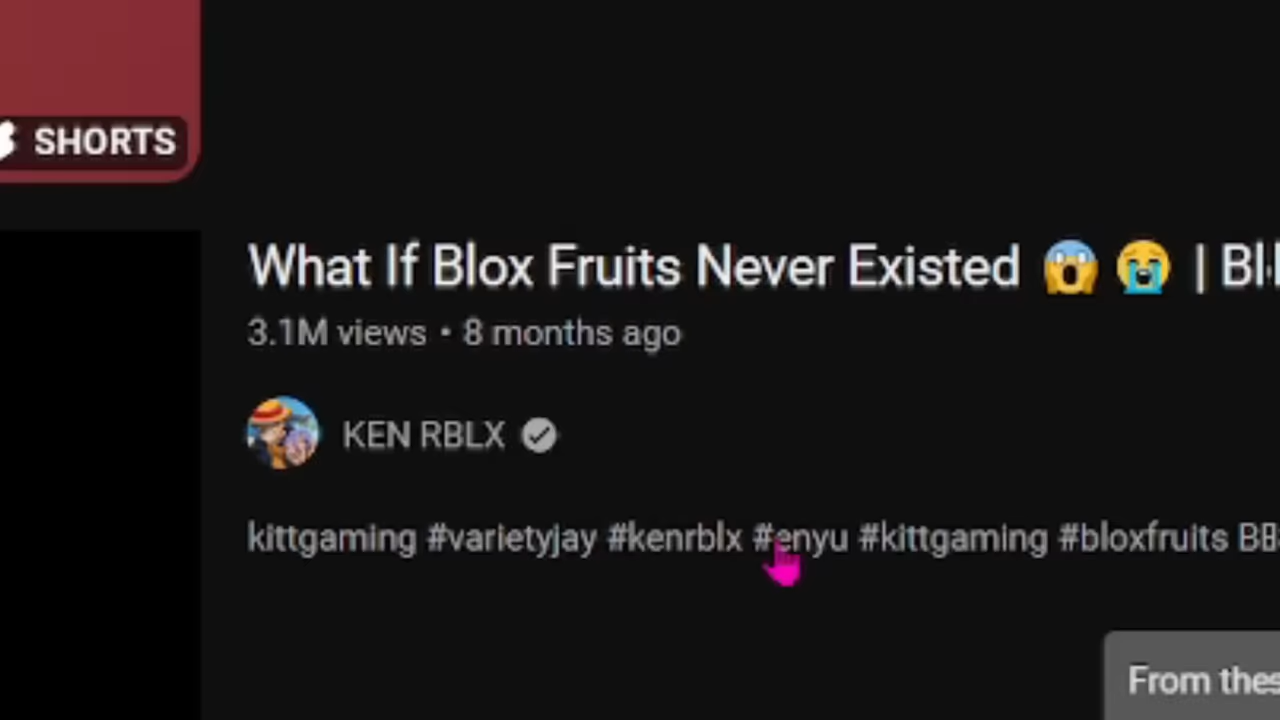 SHORTS
What If Blox Fruits Never Existed 😱 😭 |
3.1M views • 8 months ago
KEN RBLX
kittgaming #varietyjay #kenrblx #enyu #kittgaming #bloxfruits
From